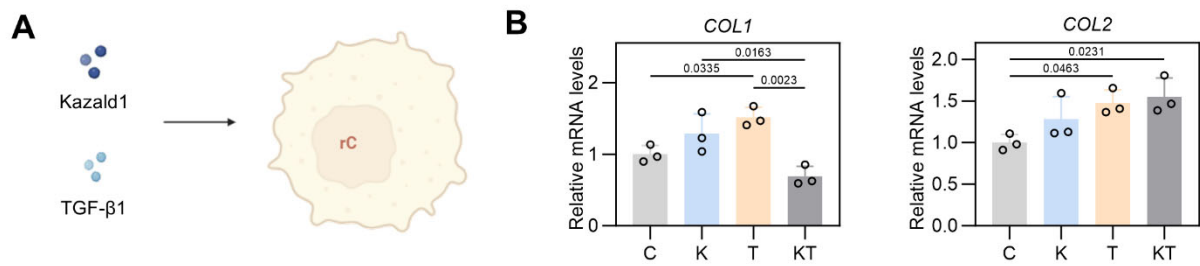 A
Kazald1
TGF-β1
rC
B
COL1
Relative mRNA levels
2
1
0
0.0163
0.0335
0.0023
C K T KT
COL2
Relative mRNA levels
2.0
1.5
1.0
0.5
0.0
0.0231
0.0463
C K T KT